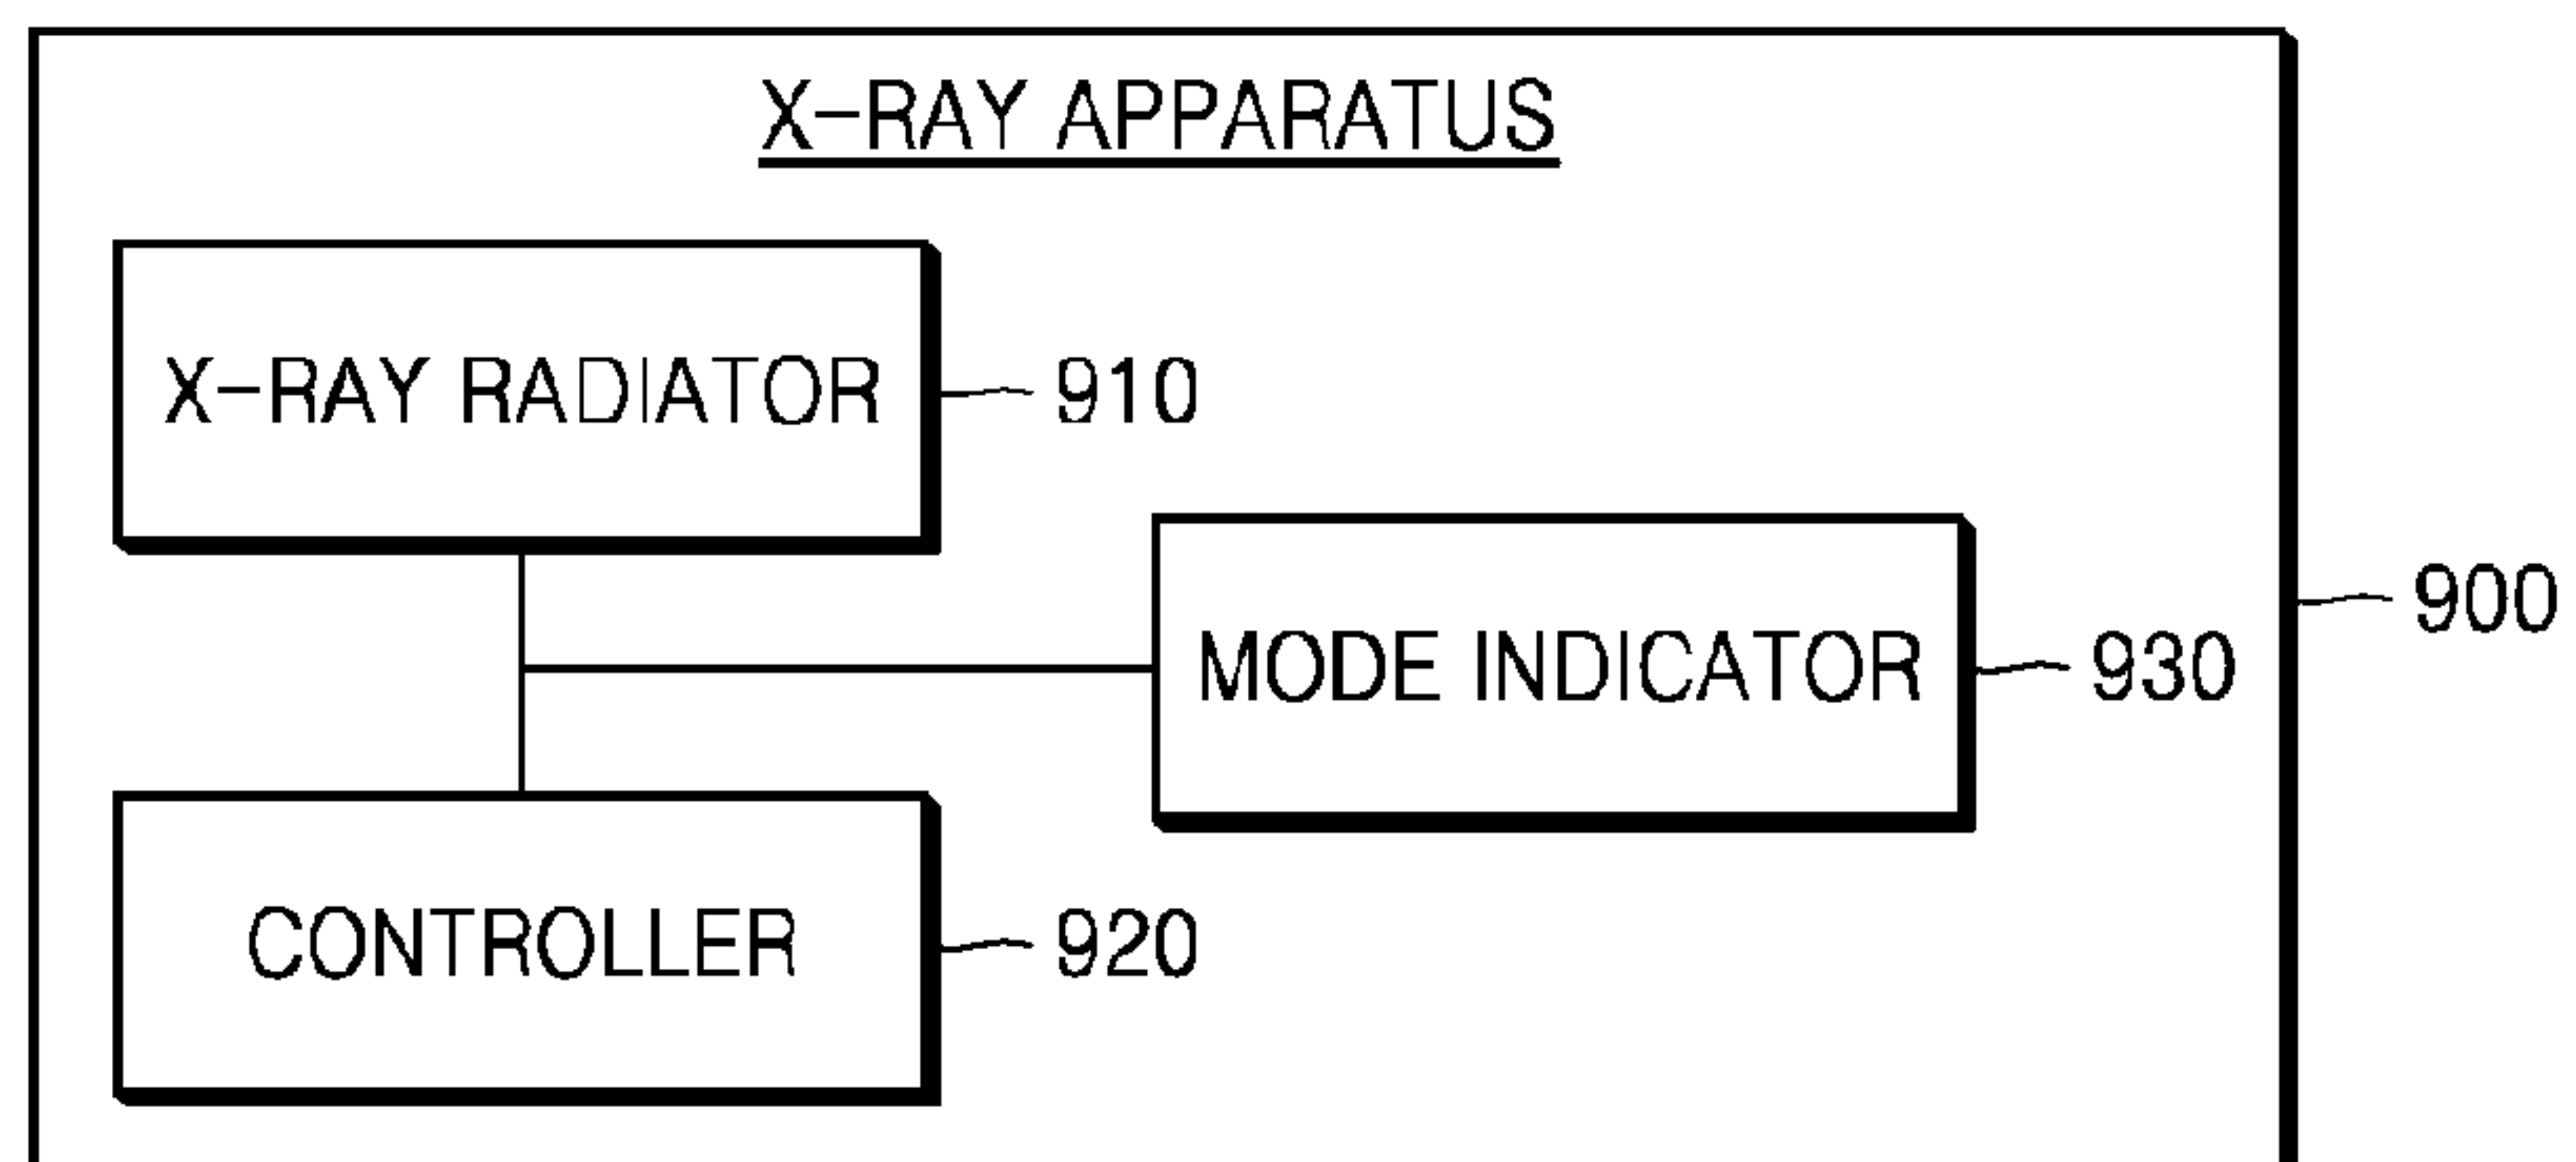 X-RAY APPARATUS
X-RAY RADIATOR
910
MODE INDICATOR
930
900
CONTROLLER
920